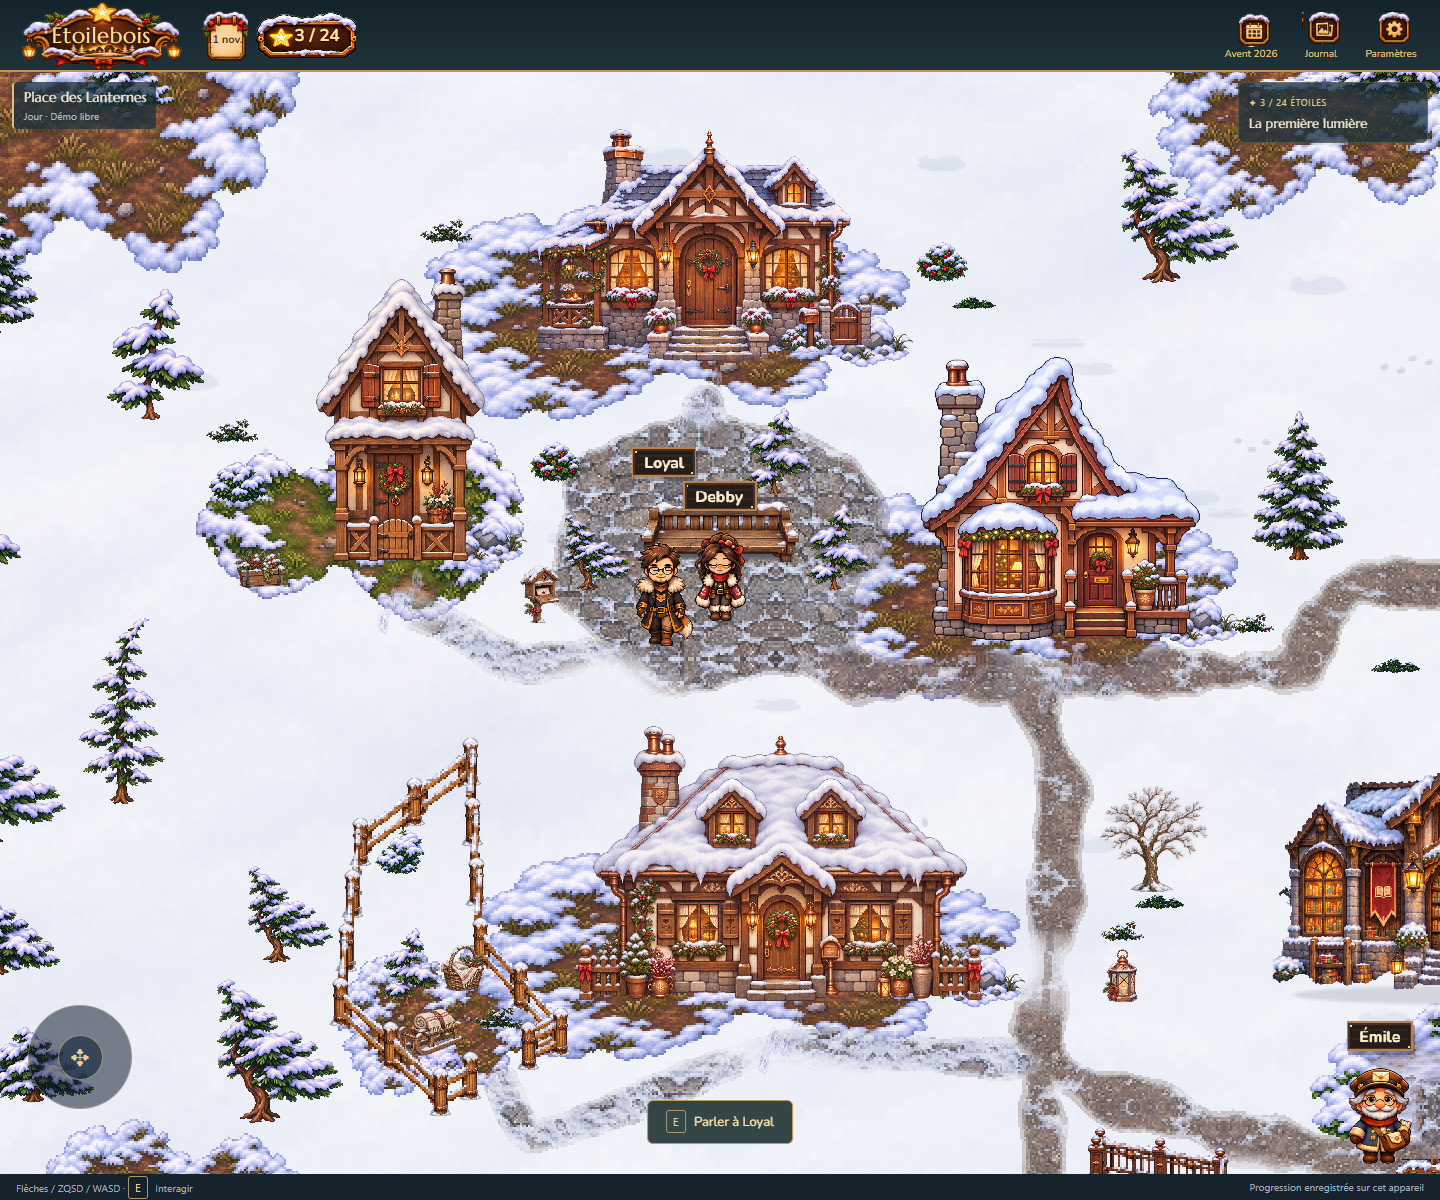 Etoilebois
1 nov.
3 / 24
Avent 2026
Journal
Paramètres
Place des Lanternes
Jour · Démo libre
✦ 3 / 24 ÉTOILES
La première lumière
Loyal
Debby
Émile
E Parler à Loyal
Flèches / ZQSD / WASD · E Interagir
Progression enregistrée sur cet appareil